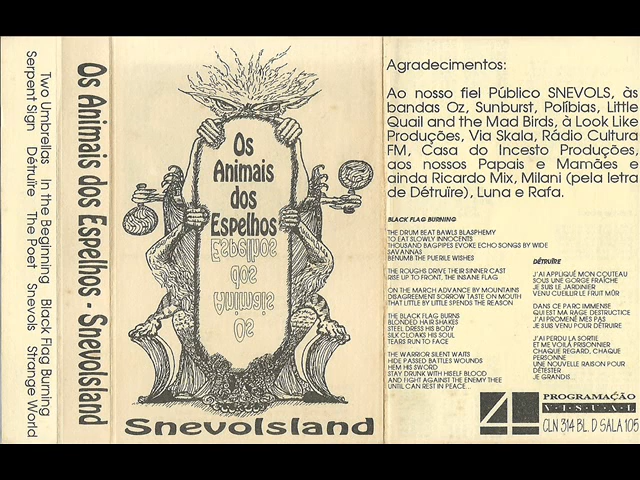 Two Umbrellas In the Beginning Black Flag Burning
Serpent Sign Détruire The Poet Snevols Strange World
Os Animais dos Espelhos - Snevolsland
Os
Animais
dos
Espelhos
Espelhos
dos
Animais
Os
Snevolsland
Agradecimentos:
Ao nosso fiel Público SNEVOLS, às
bandas Oz, Sunburst, Políbias, Little
Quail and the Mad Birds, à Look Like
Produções, Via Skala, Rádio Cultura
FM, Casa do Incesto Produções,
aos nossos Papais e Mamães e
ainda Ricardo Mix, Milani (pela letra
de Détruire), Luna e Rafa.
BLACK FLAG BURNING
THE DRUM BEAT BAWLS BLASPHEMY
TO EAT SLOWLY INNOCENTS
THOUSAND BAGPIPES EVOKE ECHO SONGS BY WIDE
SAVANNAS
BENUMB THE PUERILE WISHES
THE ROUGHS DRIVE THEIR SINNER CAST
RISE UP TO FRONT, THE INSANE FLAG
ON THE MARCH ADVANCE BY MOUNTAINS
DISAGREEMENT SORROW TASTE ON MOUTH
THAT LITTLE BY LITTLE SPENDS THE REASON
THE BLACK FLAG BURNS
BLONDED HAIR SHAKES
STEEL DRESS HIS BODY
SILK CLOAKS HIS SOUL
TEARS RUN TO FACE
THE WARRIOR SILENT WAITS
HIDE PASSED BATTLES WOUNDS
HEM HIS SWORD
STAY DRUNK WITH HISELF BLOOD
AND FIGHT AGAINST THE ENEMY THEE
UNTIL CAN REST IN PEACE...
DÉTRUIRE
J'AI APPLIQUÉ MON COUTEAU
SOUS UNE GORGE FRAÎCHE
JE SUIS LE JARDINIER
VENU CUEILLIR LE FRUIT MÛR
DANS CE PARC IMMENSE
QUI EST MA RAGE DESTRUCTICE
J'AI PROMENÉ MES PAS
JE SUIS VENU POUR DÉTRUIRE
J'AI PERDU LA SORTIE
ET ME VOILÀ PRISONNIER
CHAQUE REGARD, CHAQUE
PERSONNE
UNE NOUVELLE RAISON POUR
DÉTESTER
JE GRANDIS...
4
PROGRAMAÇÃO
VISUAL
CLN 314 BL. D SALA 105